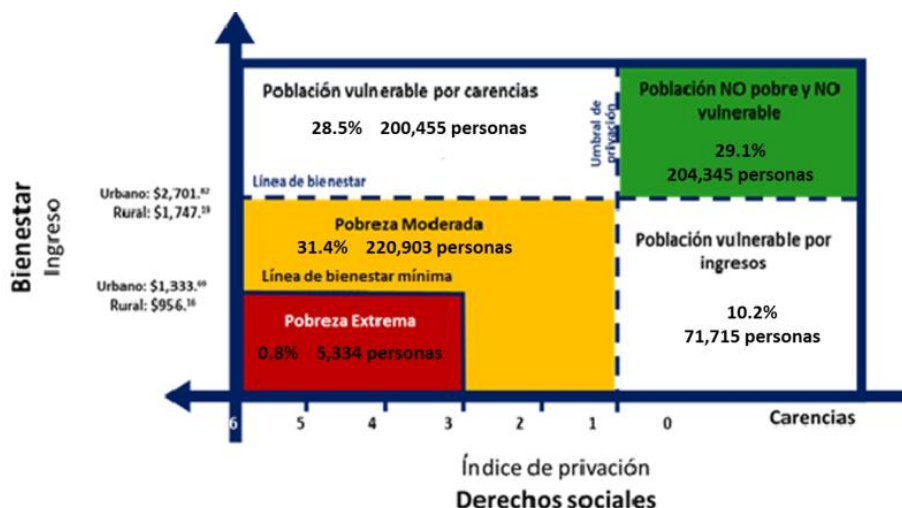 Población vulnerable por carencias
28.5% 200,455 personas
Umbral de
privación
Población NO pobre y NO
vulnerable
29.1%
204,345 personas
Bienestar
Ingreso
Urbano: $2,701.82
Rural: $1,747.19
Línea de bienestar
Pobreza Moderada
31.4% 220,903 personas
Línea de bienestar mínima
Urbano: $1,333.69
Rural: $956.16
Pobreza Extrema
0.8% 5,334 personas
Población vulnerable por
ingresos
10.2%
71,715 personas
6 5 4 3 2 1 0 Carencias
Índice de privación
Derechos sociales